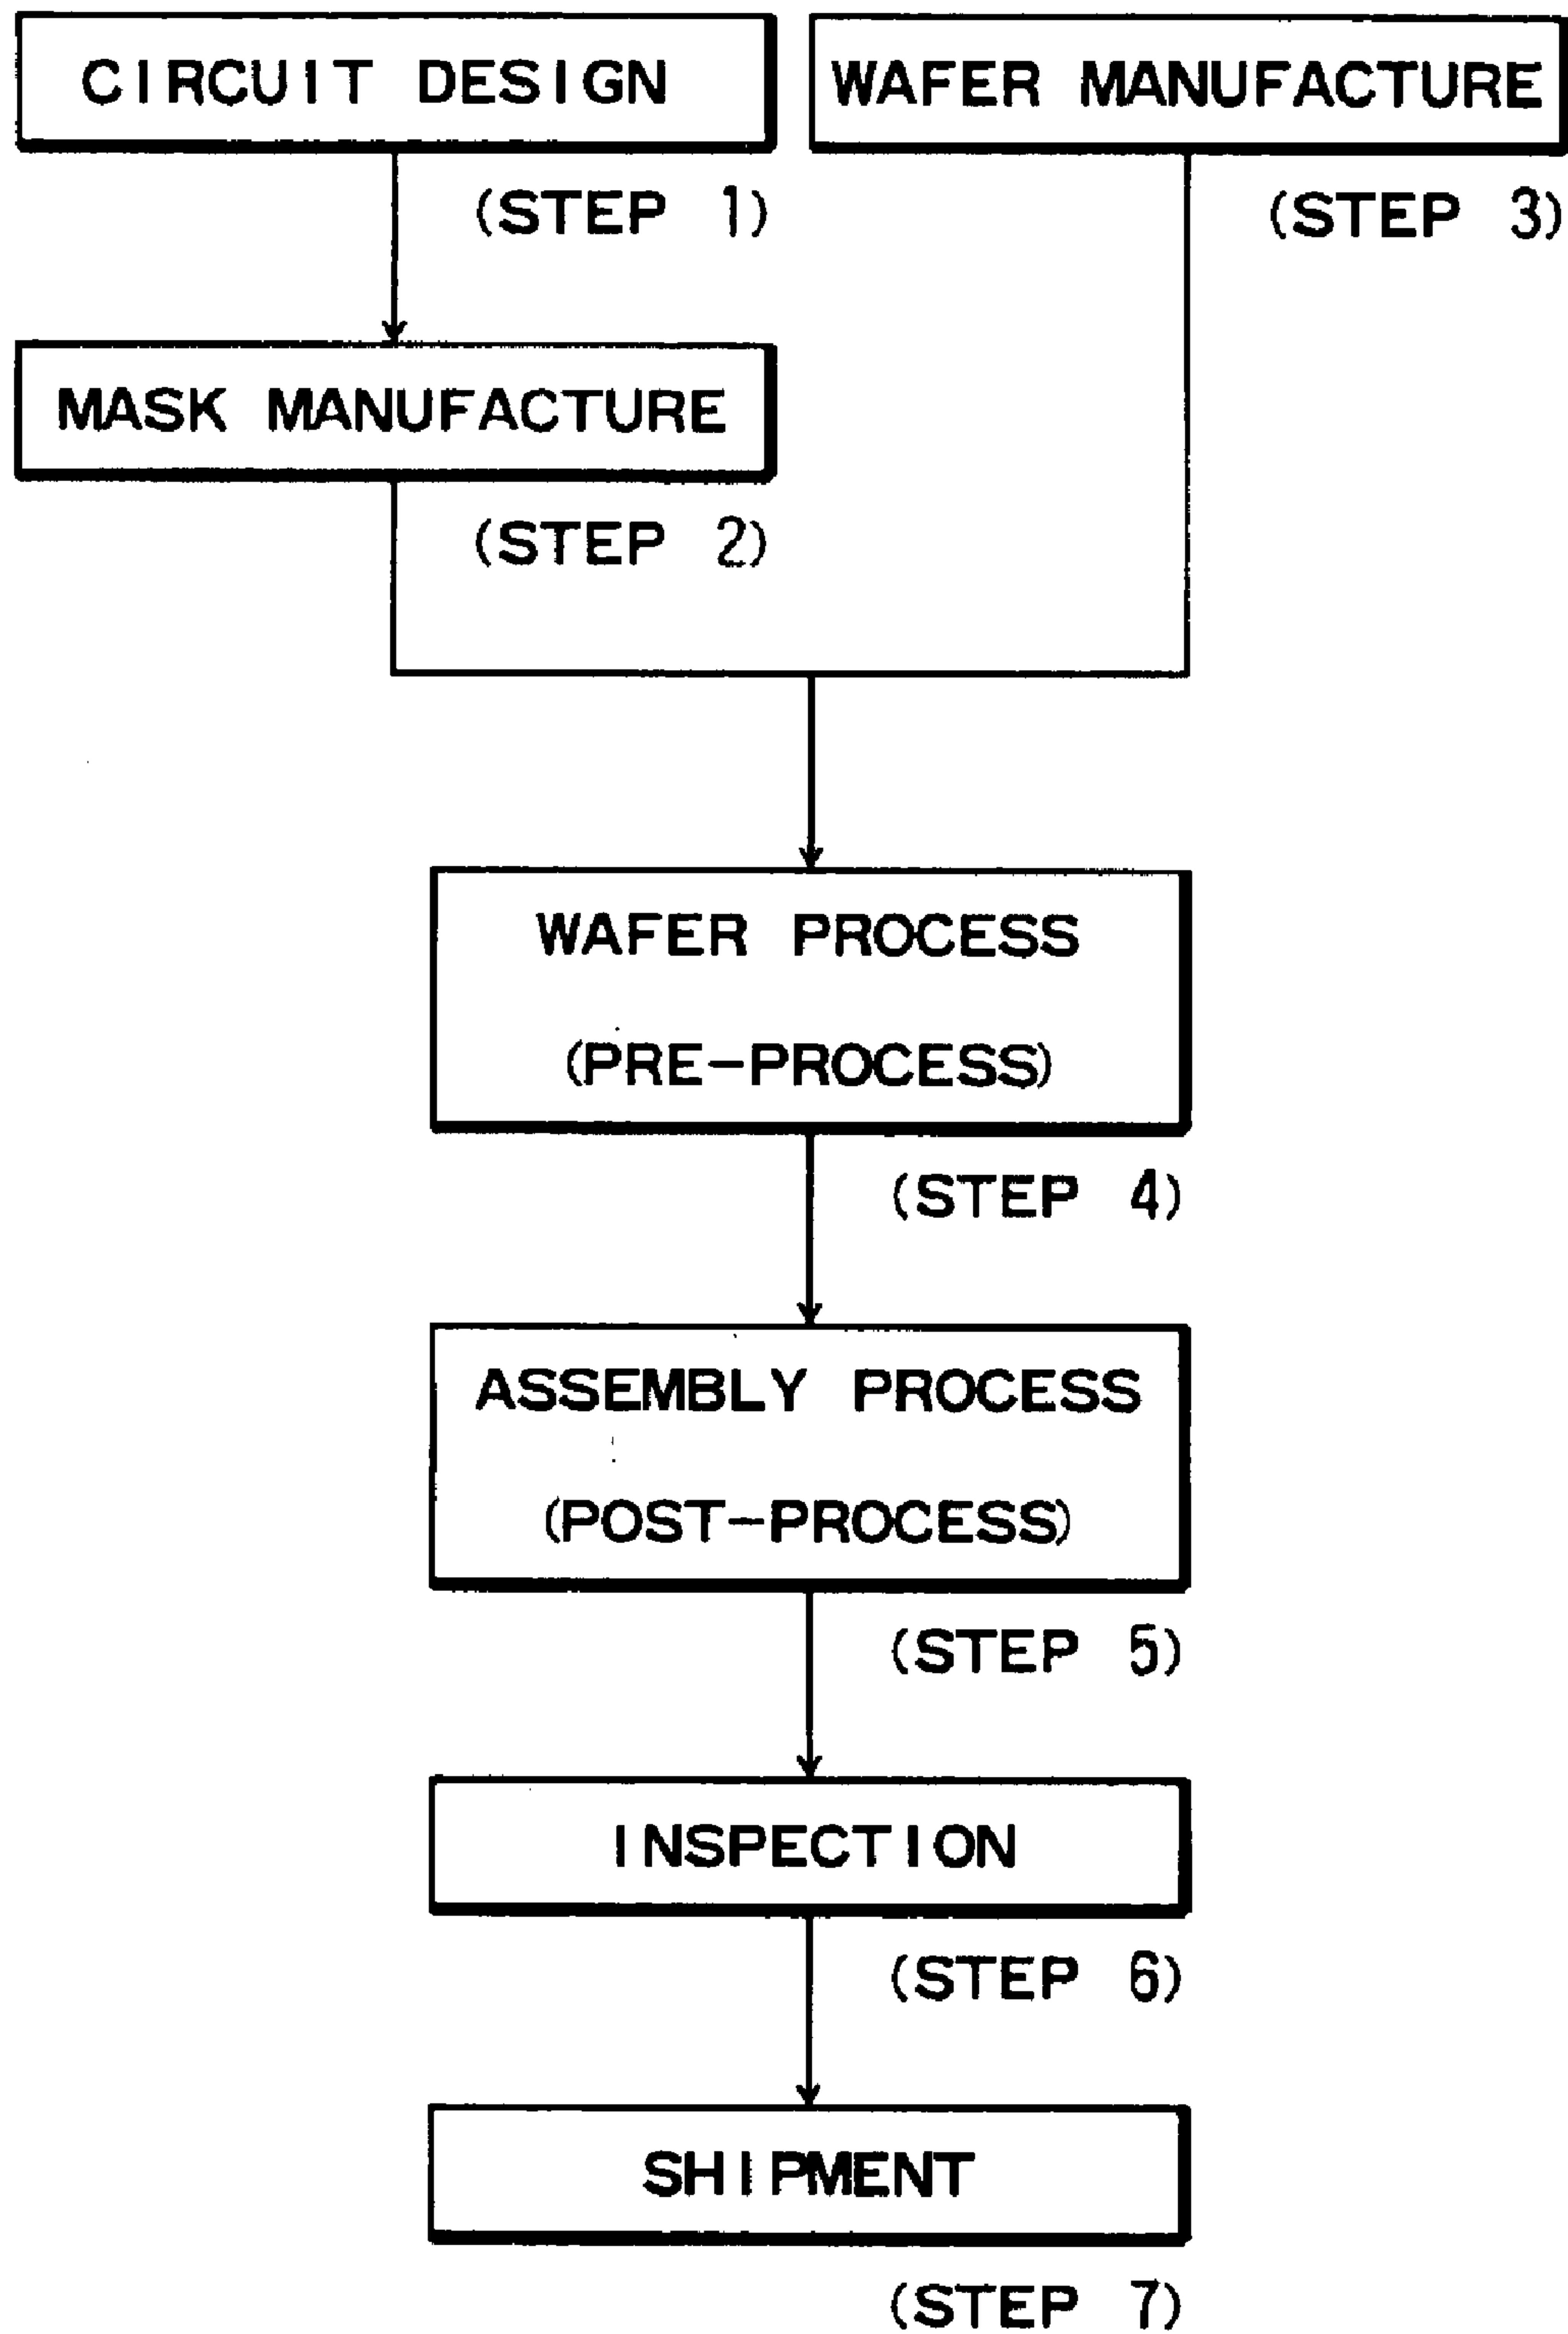 CIRCUIT DESIGN
(STEP 1)
WAFER MANUFACTURE
(STEP 3)
MASK MANUFACTURE
(STEP 2)
WAFER PROCESS
(PRE-PROCESS)
(STEP 4)
ASSEMBLY PROCESS
(POST-PROCESS)
(STEP 5)
INSPECTION
(STEP 6)
SHIPMENT
(STEP 7)